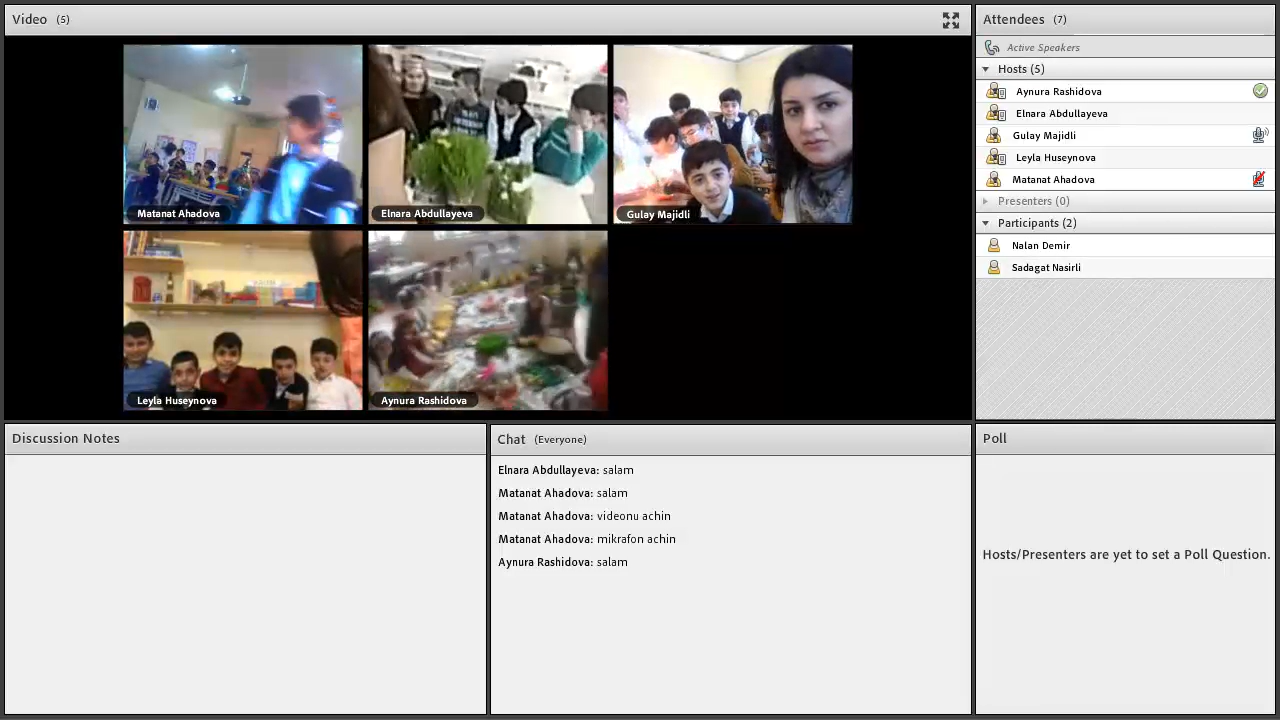 Video (5)
Matanat Ahadova
Elnara Abdullayeva
Gulay Majidli
Leyla Huseynova
Aynura Rashidova
Attendees (7)
Active Speakers
Hosts (5)
Aynura Rashidova
Elnara Abdullayeva
Gulay Majidli
Leyla Huseynova
Matanat Ahadova
Presenters (0)
Participants (2)
Nalan Demir
Sadagat Nasirli
Discussion Notes
Chat (Everyone)
Elnara Abdullayeva: salam
Matanat Ahadova: salam
Matanat Ahadova: videonu achin
Matanat Ahadova: mikrafon achin
Aynura Rashidova: salam
Poll
Hosts/Presenters are yet to set a Poll Question.